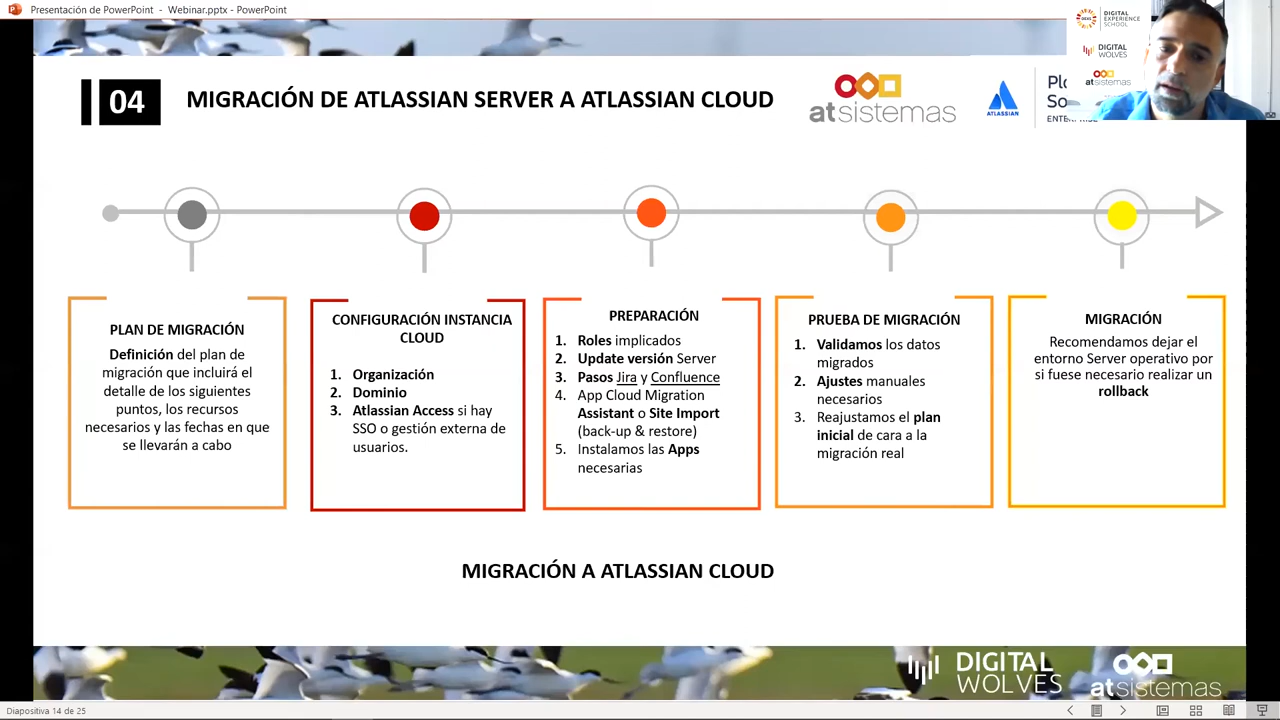 Presentación de PowerPoint - Webinar.pptx - PowerPoint
DIGITAL
EXPERIENCE
SCHOOL
DIGITAL
WOLVES
atsistemas
04
MIGRACIÓN DE ATLASSIAN SERVER A ATLASSIAN CLOUD
atsistemas
ATLASSIAN
PLAN DE MIGRACIÓN
Definición del plan de
migración que incluirá el
detalle de los siguientes
puntos, los recursos
necesarios y las fechas en que
se llevarán a cabo
CONFIGURACIÓN INSTANCIA
CLOUD
1. Organización
2. Dominio
3. Atlassian Access si hay
SSO o gestión externa de
usuarios.
PREPARACIÓN
1. Roles implicados
2. Update versión Server
3. Pasos Jira y Confluence
4. App Cloud Migration
Assistant o Site Import
(back-up & restore)
5. Instalamos las Apps
necesarias
PRUEBA DE MIGRACIÓN
1. Validamos los datos
migrados
2. Ajustes manuales
necesarios
3. Reajustamos el plan
inicial de cara a la
migración real
MIGRACIÓN
Recomendamos dejar el
entorno Server operativo por
si fuese necesario realizar un
rollback
MIGRACIÓN A ATLASSIAN CLOUD
DIGITAL
WOLVES
atsistemas
Diapositiva 14 de 25